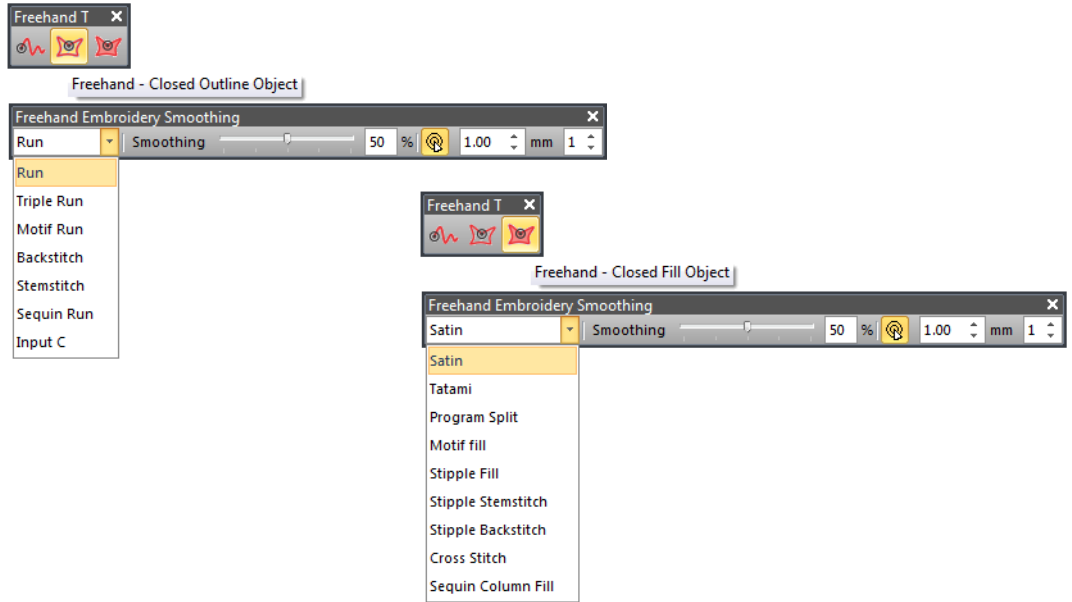 Freehand T
Freehand - Closed Outline Object
Freehand Embroidery Smoothing
Run Smoothing 50 % 1.00 mm 1
Run
Triple Run
Motif Run
Backstitch
Stemstitch
Sequin Run
Input C
Freehand T
Freehand - Closed Fill Object
Freehand Embroidery Smoothing
Satin Smoothing 50 % 1.00 mm 1
Satin
Tatami
Program Split
Motif fill
Stipple Fill
Stipple Stemstitch
Stipple Backstitch
Cross Stitch
Sequin Column Fill